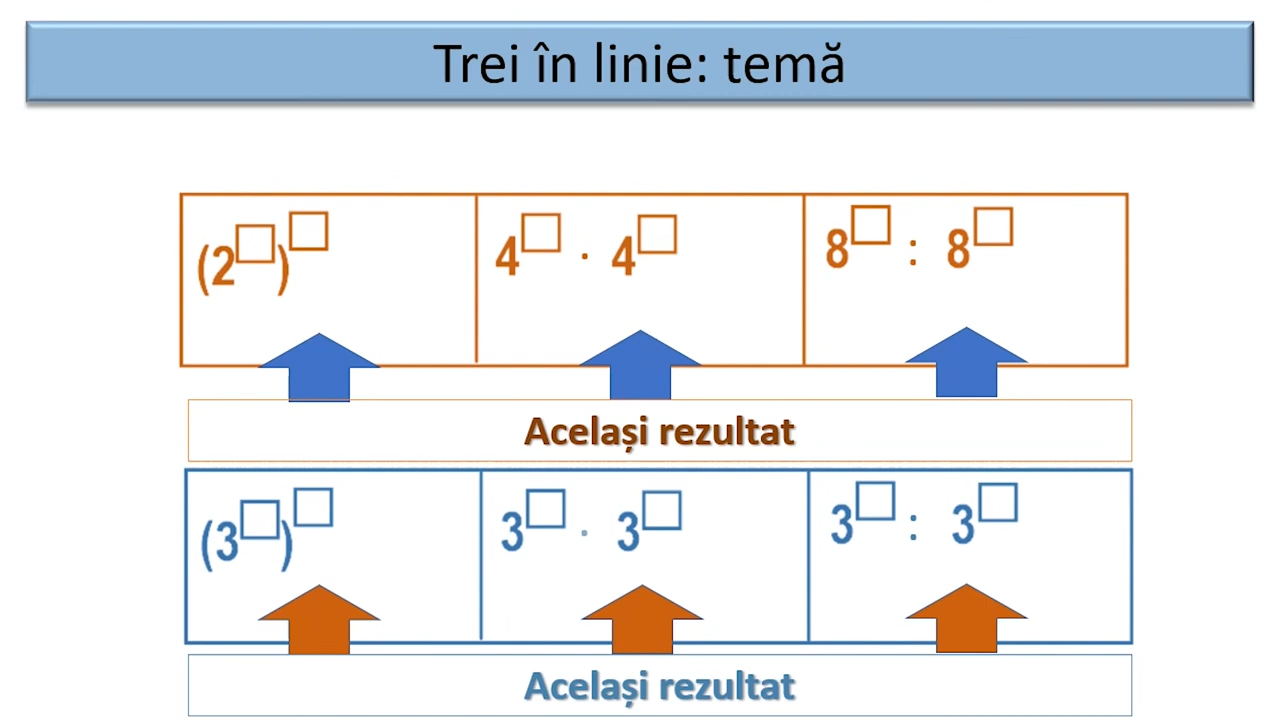 Trei în linie: temă
(2□)□ 4□ · 4□ 8□ : 8□
Același rezultat
(3□)□ 3□ · 3□ 3□ : 3□
Același rezultat